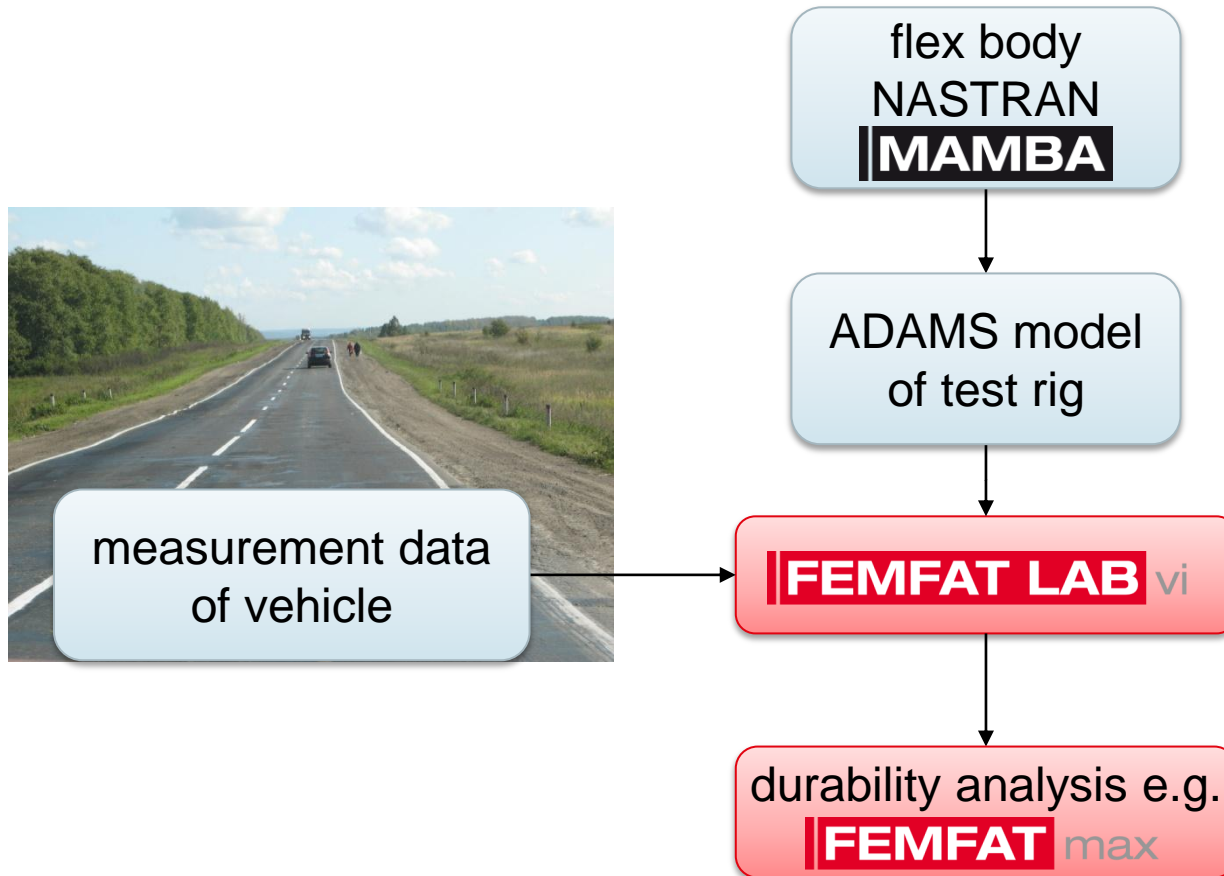 flex body
NASTRAN
MAMBA
ADAMS model
of test rig
measurement data
of vehicle
FEMFAT LAB vi
durability analysis e.g.
FEMFAT max